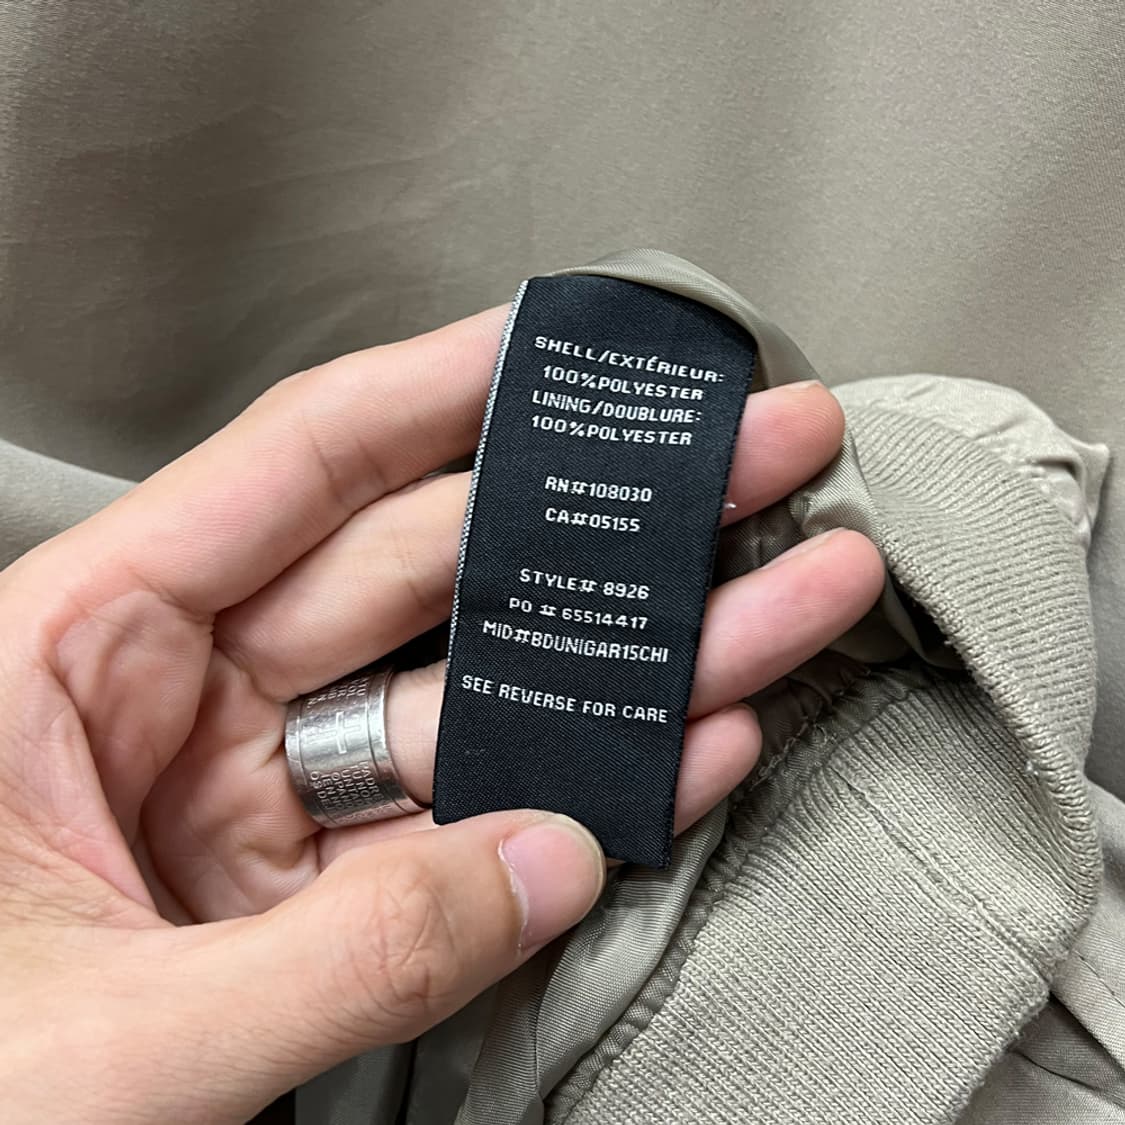 SHELL/EXTÉRIEUR:
100%POLYESTER
LINING/DOUBLURE:
100%POLYESTER
RN#108030
CA#05155
STYLE# 8926
PO # 65514417
MID#BDUNIGAR15CHI
SEE REVERSE FOR CARE